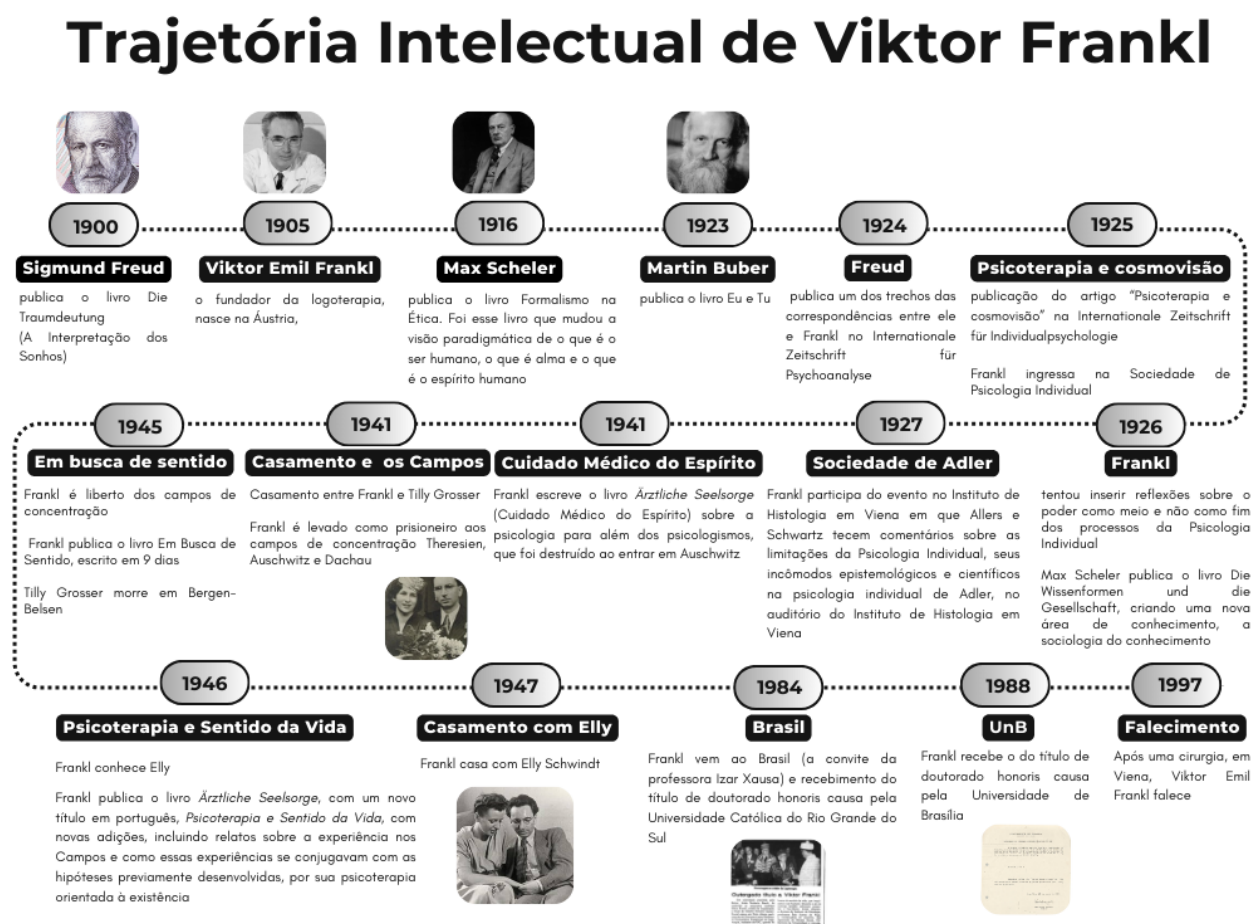 Trajetória Intelectual de Viktor Frankl
1900
Sigmund Freud
publica o livro Die
Traumdeutung
(A Interpretação dos
Sonhos)
1905
Viktor Emil Frankl
o fundador da logoterapia,
nasce na Áustria,
1916
Max Scheler
publica o livro Formalismo na
Ética. Foi esse livro que mudou a
visão paradigmática de o que é o
ser humano, o que é alma e o que
é o espírito humano
1923
Martin Buber
publica o livro Eu e Tu
1924
Freud
publica um dos trechos das
correspondências entre ele
e Frankl no Internationale
Zeitschrift für
Psychoanalyse
1925
Psicoterapia e cosmovisão
publicação do artigo “Psicoterapia e
cosmovisão” na Internationale Zeitschrift
für Individualpsychologie
Frankl ingressa na Sociedade de
Psicologia Individual
1926
Frankl
tentou inserir reflexões sobre o
poder como meio e não como fim
dos processos da Psicologia
Individual
Max Scheler publica o livro Die
Wissenformen und die
Gesellschaft, criando uma nova
área de conhecimento, a
sociologia do conhecimento
1927
Sociedade de Adler
Frankl participa do evento no Instituto de
Histologia em Viena em que Allers e
Schwartz tecem comentários sobre as
limitações da Psicologia Individual, seus
incômodos epistemológicos e científicos
na psicologia individual de Adler, no
auditório do Instituto de Histologia em
Viena
1941
Cuidado Médico do Espírito
Frankl escreve o livro Ärztliche Seelsorge
(Cuidado Médico do Espírito) sobre a
psicologia para além dos psicologismos,
que foi destruído ao entrar em Auschwitz
1941
Casamento e os Campos
Casamento entre Frankl e Tilly Grosser
Frankl é levado como prisioneiro aos
campos de concentração Theresien,
Auschwitz e Dachau
1945
Em busca de sentido
Frankl é liberto dos campos de
concentração
Frankl publica o livro Em Busca de
Sentido, escrito em 9 dias
Tilly Grosser morre em Bergen-
Belsen
1946
Psicoterapia e Sentido da Vida
Frankl conhece Elly
Frankl publica o livro Ärztliche Seelsorge, com um novo
título em português, Psicoterapia e Sentido da Vida, com
novas adições, incluindo relatos sobre a experiência nos
Campos e como essas experiências se conjugavam com as
hipóteses previamente desenvolvidas, por sua psicoterapia
orientada à existência
1947
Casamento com Elly
Frankl casa com Elly Schwindt
1984
Brasil
Frankl vem ao Brasil (a convite da
professora Izar Xausa) e recebimento do
título de doutorado honoris causa pela
Universidade Católica do Rio Grande do
Sul
Outorgado título a Viktor Frankl
1988
UnB
Frankl recebe o do título de
doutorado honoris causa
pela Universidade de
Brasília
1997
Falecimento
Após uma cirurgia, em
Viena, Viktor Emil
Frankl falece